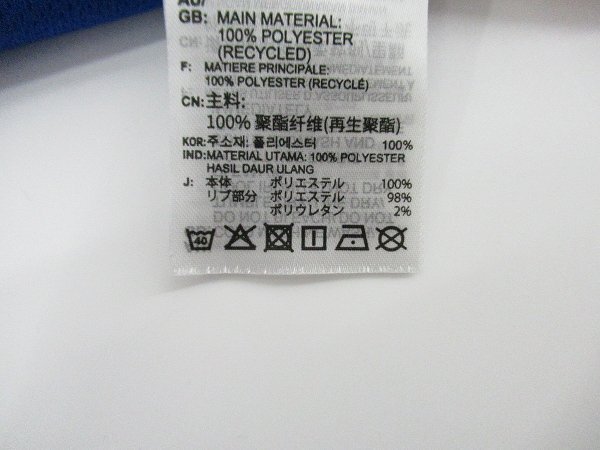 AU/
GB: MAIN MATERIAL:
100% POLYESTER
(RECYCLED)
F: MATIERE PRINCIPALE:
100% POLYESTER (RECYCLÉ)
CN: 主料:
100% 聚酯纤维(再生聚酯)
KOR: 주소재: 폴리에스터 100%
IND: MATERIAL UTAMA: 100% POLYESTER
HASIL DAUR ULANG
J: 本体 ポリエステル 100%
リブ部分 ポリエステル 98%
ポリウレタン 2%
40